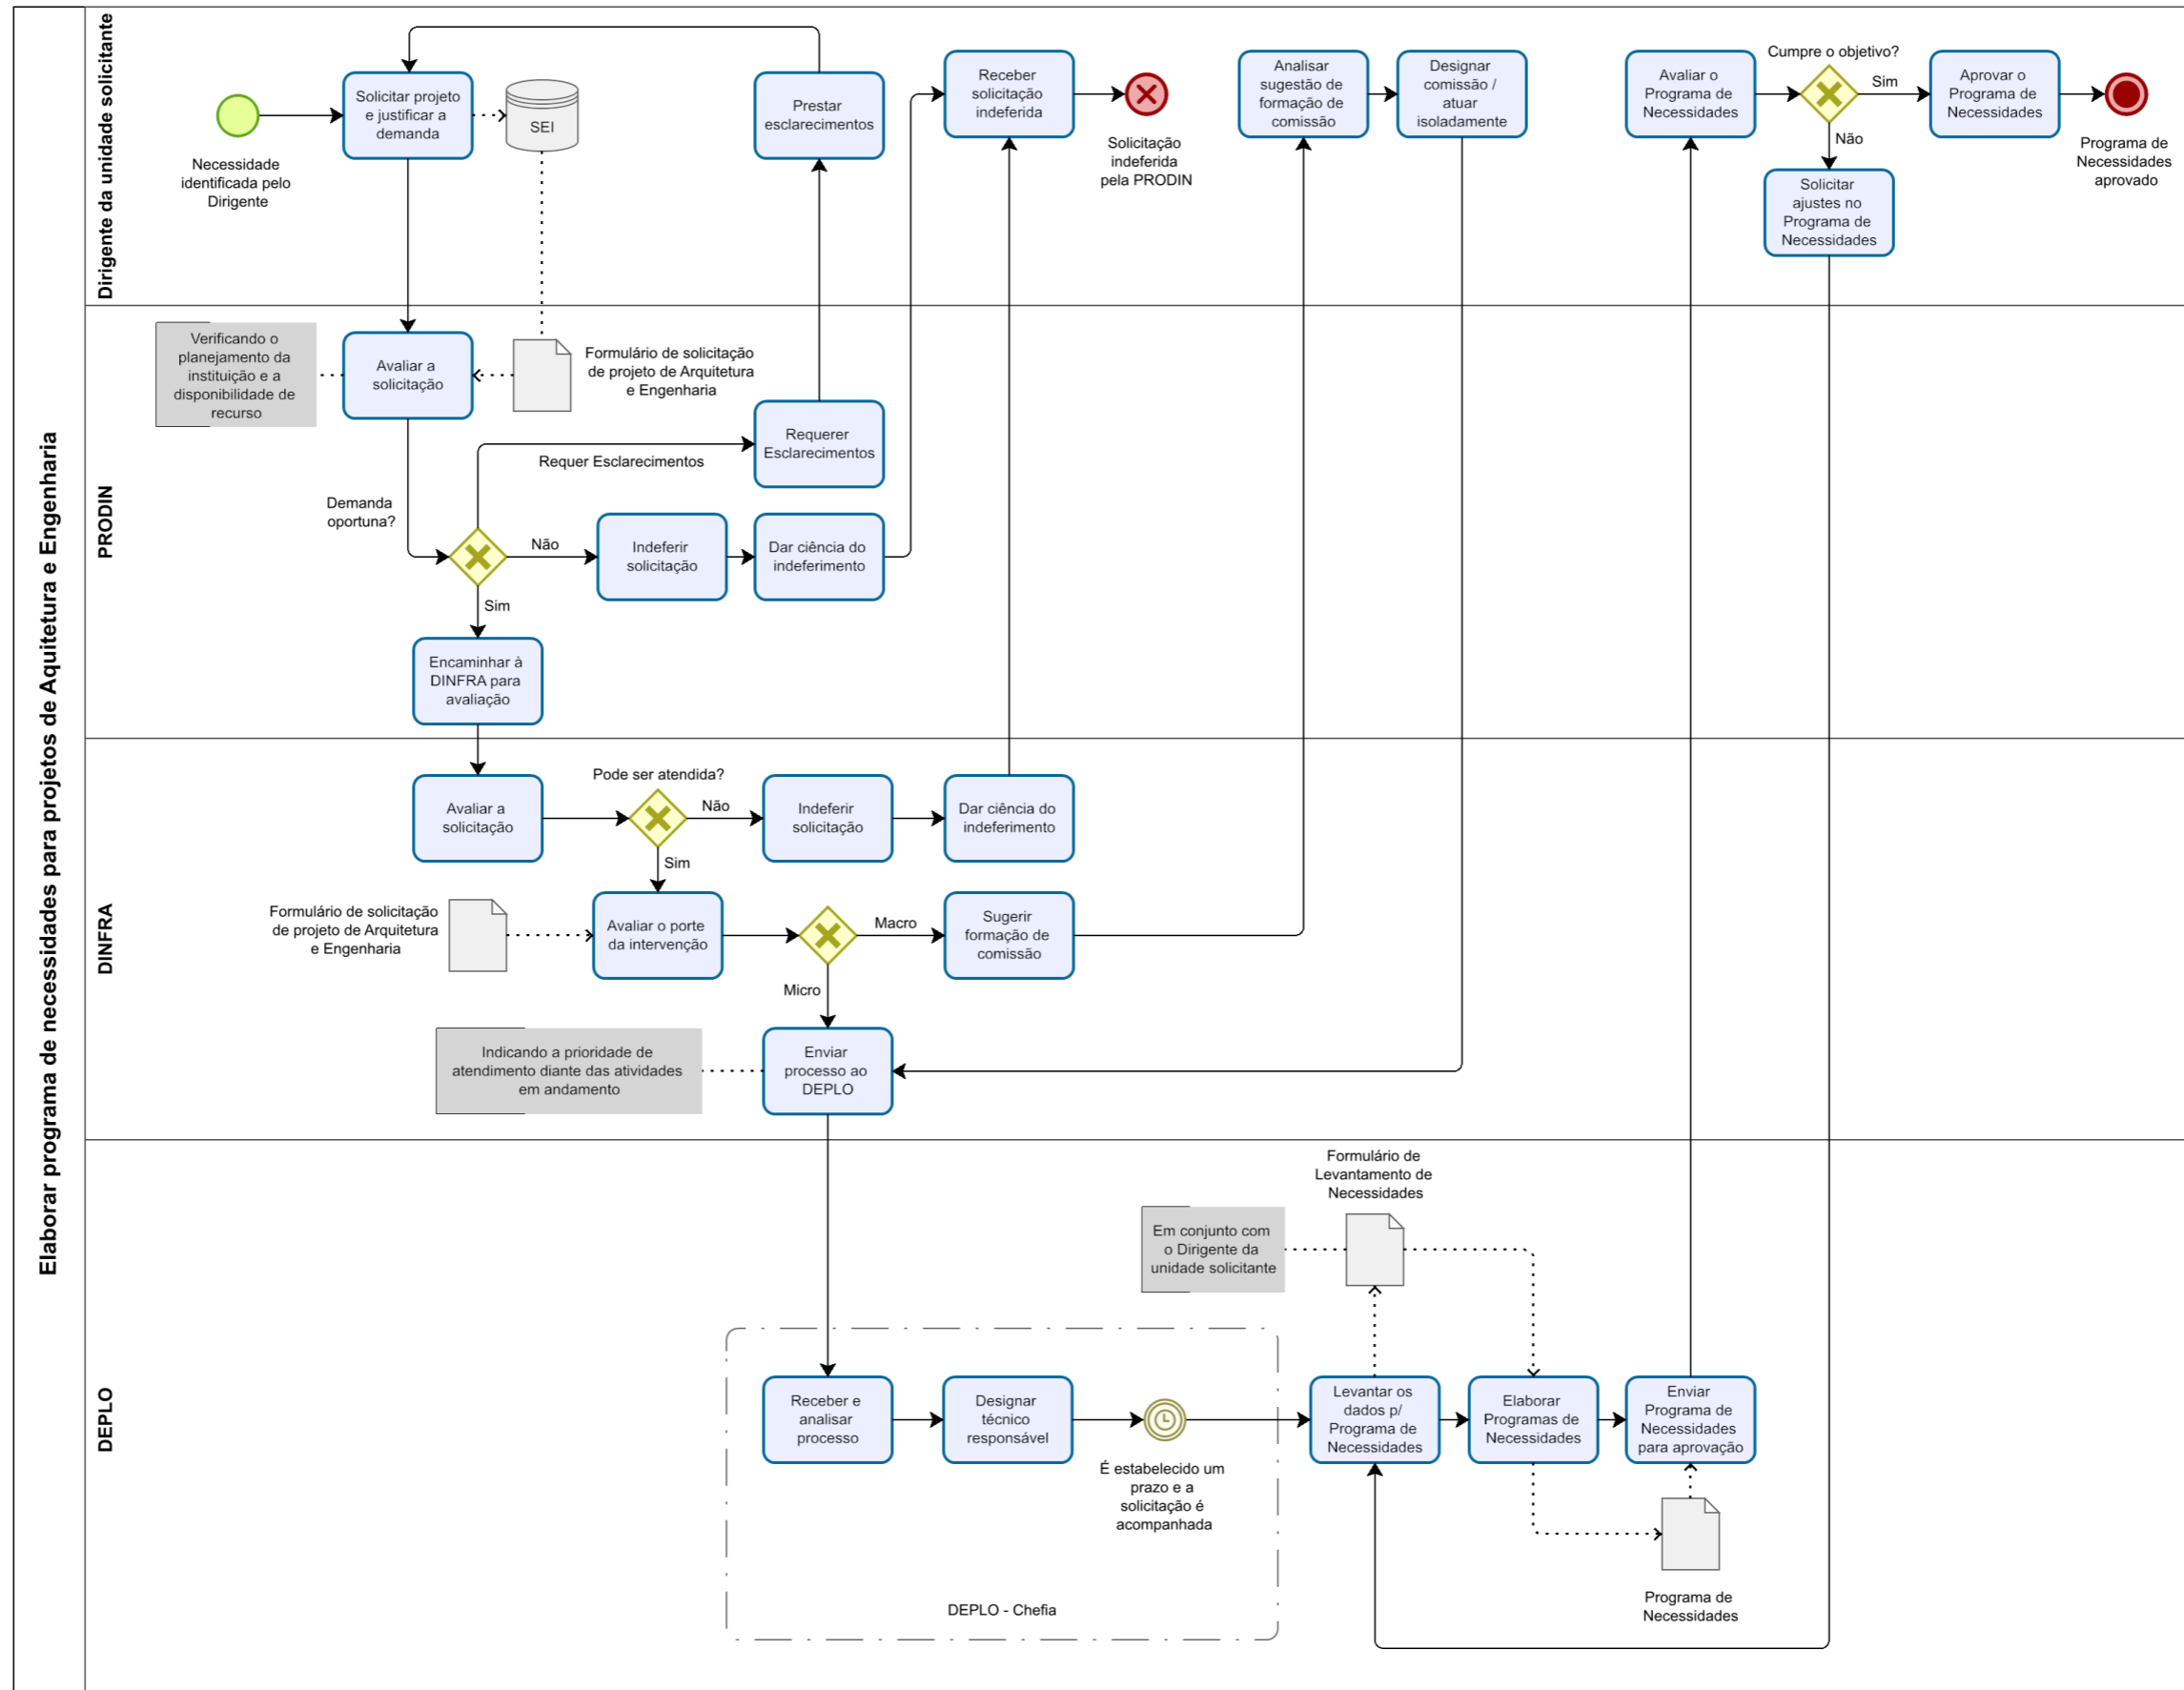 Elaborar programa de necessidades para projetos de Aquitetura e Engenharia
Dirigente da unidade solicitante
Necessidade
identificada pelo
Dirigente
Solicitar projeto
e justificar a
demanda
SEI
Prestar
esclarecimentos
Receber
solicitação
indeferida
Solicitação
indeferida
pela PRODIN
Analisar
sugestão de
formação de
comissão
Designar
comissão /
atuar
isoladamente
Avaliar o
Programa de
Necessidades
Cumpre o objetivo?
Sim
Não
Aprovar o
Programa de
Necessidades
Programa de
Necessidades
aprovado
Solicitar
ajustes no
Programa de
Necessidades
PRODIN
Verificando o
planejamento da
instituição e a
disponibilidade de
recurso
Avaliar a
solicitação
Formulário de solicitação
de projeto de Arquitetura
e Engenharia
Requer Esclarecimentos
Requerer
Esclarecimentos
Demanda
oportuna?
Não
Indeferir
solicitação
Dar ciência do
indeferimento
Sim
Encaminhar à
DINFRA para
avaliação
DINFRA
Avaliar a
solicitação
Pode ser atendida?
Não
Indeferir
solicitação
Dar ciência do
indeferimento
Sim
Formulário de solicitação
de projeto de Arquitetura
e Engenharia
Avaliar o porte
da intervenção
Macro
Sugerir
formação de
comissão
Micro
Indicando a prioridade de
atendimento diante das atividades
em andamento
Enviar
processo ao
DEPLO
DEPLO
Formulário de
Levantamento de
Necessidades
Em conjunto com
o Dirigente da
unidade solicitante
Receber e
analisar
processo
Designar
técnico
responsável
É estabelecido um
prazo e a
solicitação é
acompanhada
Levantar os
dados p/
Programa de
Necessidades
Elaborar
Programas de
Necessidades
Enviar
Programa de
Necessidades
para aprovação
DEPLO - Chefia
Programa de
Necessidades